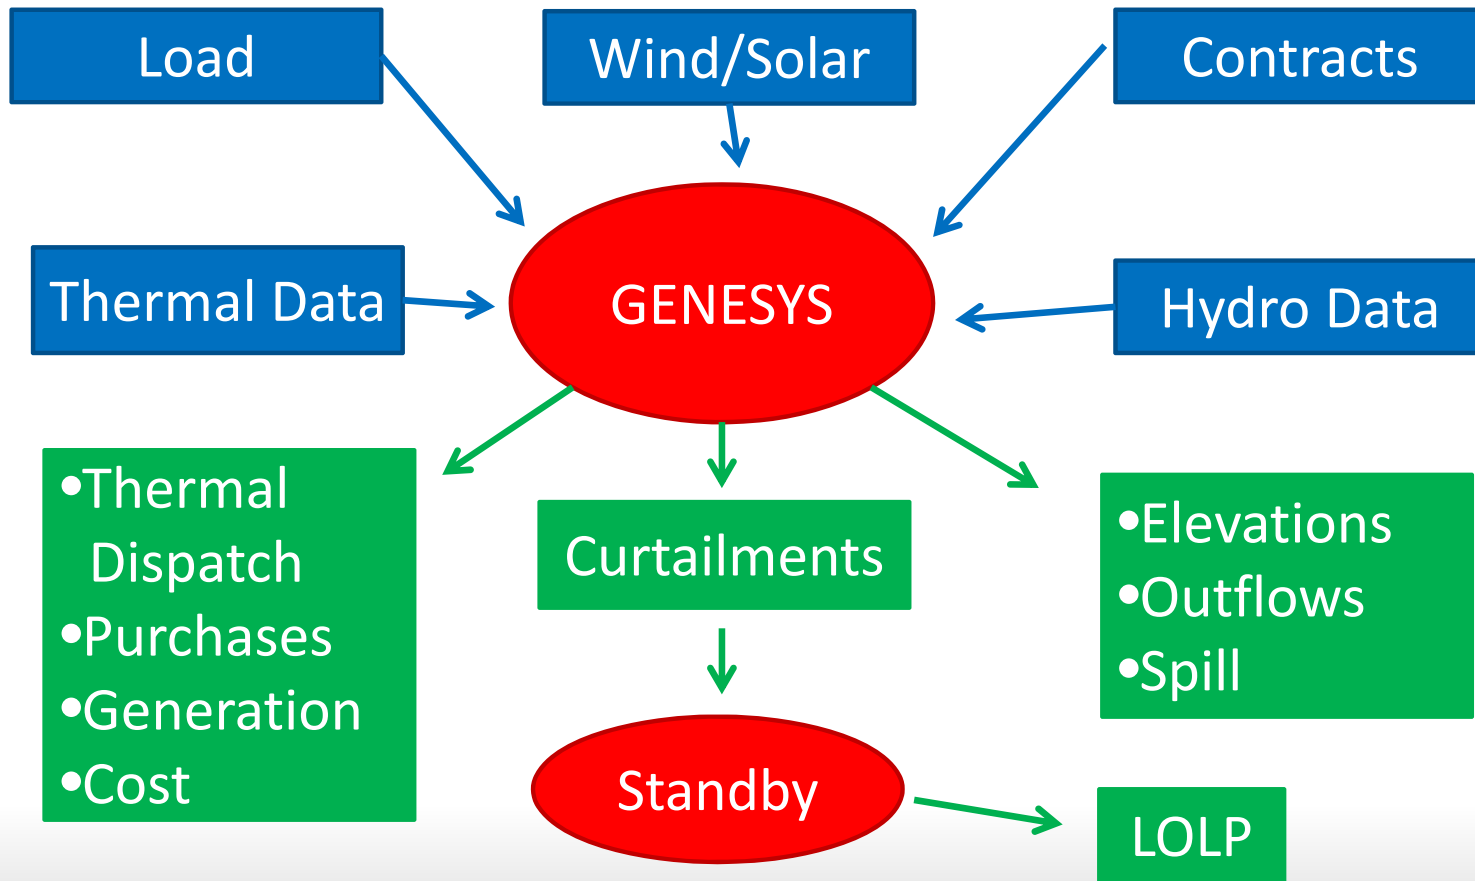 Load
Wind/Solar
Contracts
Thermal Data
GENESYS
Hydro Data
•Thermal
Dispatch
•Purchases
•Generation
•Cost
Curtailments
•Elevations
•Outflows
•Spill
Standby
LOLP